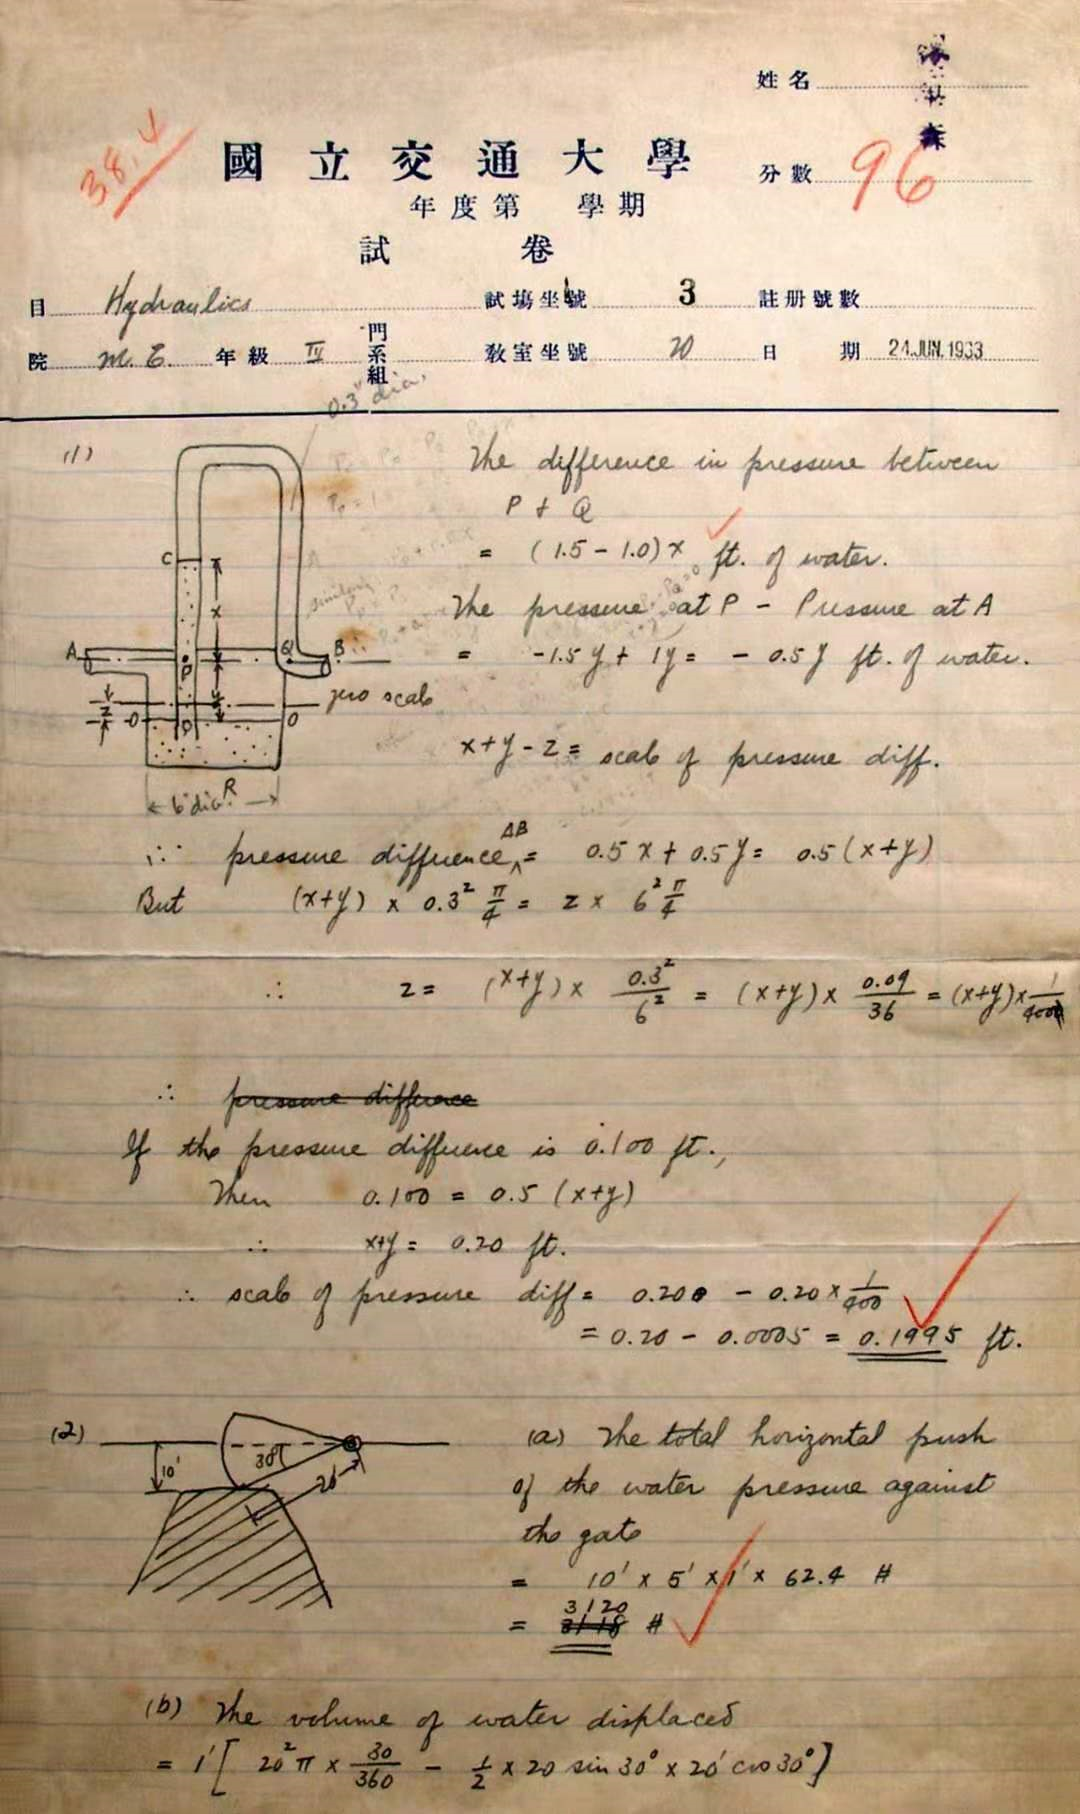 姓名
38.4
國立交通大學
分數 96
年度第 學期
試 卷
目 Hydraulics 試場坐號 3 註册號數
院 M. E. 年級 IV 門系組 教室坐號 20 日期 24.JUN.1933
0.3" dia.
(1)
The difference in pressure between
P + Q
= (1.5 - 1.0) x ft. of water.
The pressure at P - Pressure at A
= -1.5 y + 1y = - 0.5 y ft. of water.
C
x
A P Q B
y
zero scale
z O O
R
6" dia.
x+y - z = scale of pressure diff.
∴ pressure difference AB = 0.5 x + 0.5 y = 0.5 (x+y)
But (x+y) × 0.3² π/4 = z × 6² π/4
∴ z = (x+y) × 0.3²/6² = (x+y) × 0.09/36 = (x+y) × 1/400
∴ pressure difference
If the pressure difference is 0.100 ft.,
Then 0.100 = 0.5 (x+y)
∴ x+y = 0.20 ft.
∴ scale of pressure diff = 0.200 - 0.20 × 1/400
= 0.20 - 0.0005 = 0.1995 ft.
(2)
10'
30°
20'
(a) The total horizontal push
of the water pressure against
the gate
= 10' × 5' × 1' × 62.4 #
= 3120 #
(b) The volume of water displaced
= 1' [ 20² π × 30/360 - 1/2 × 20 sin 30° × 20' cos 30° ]